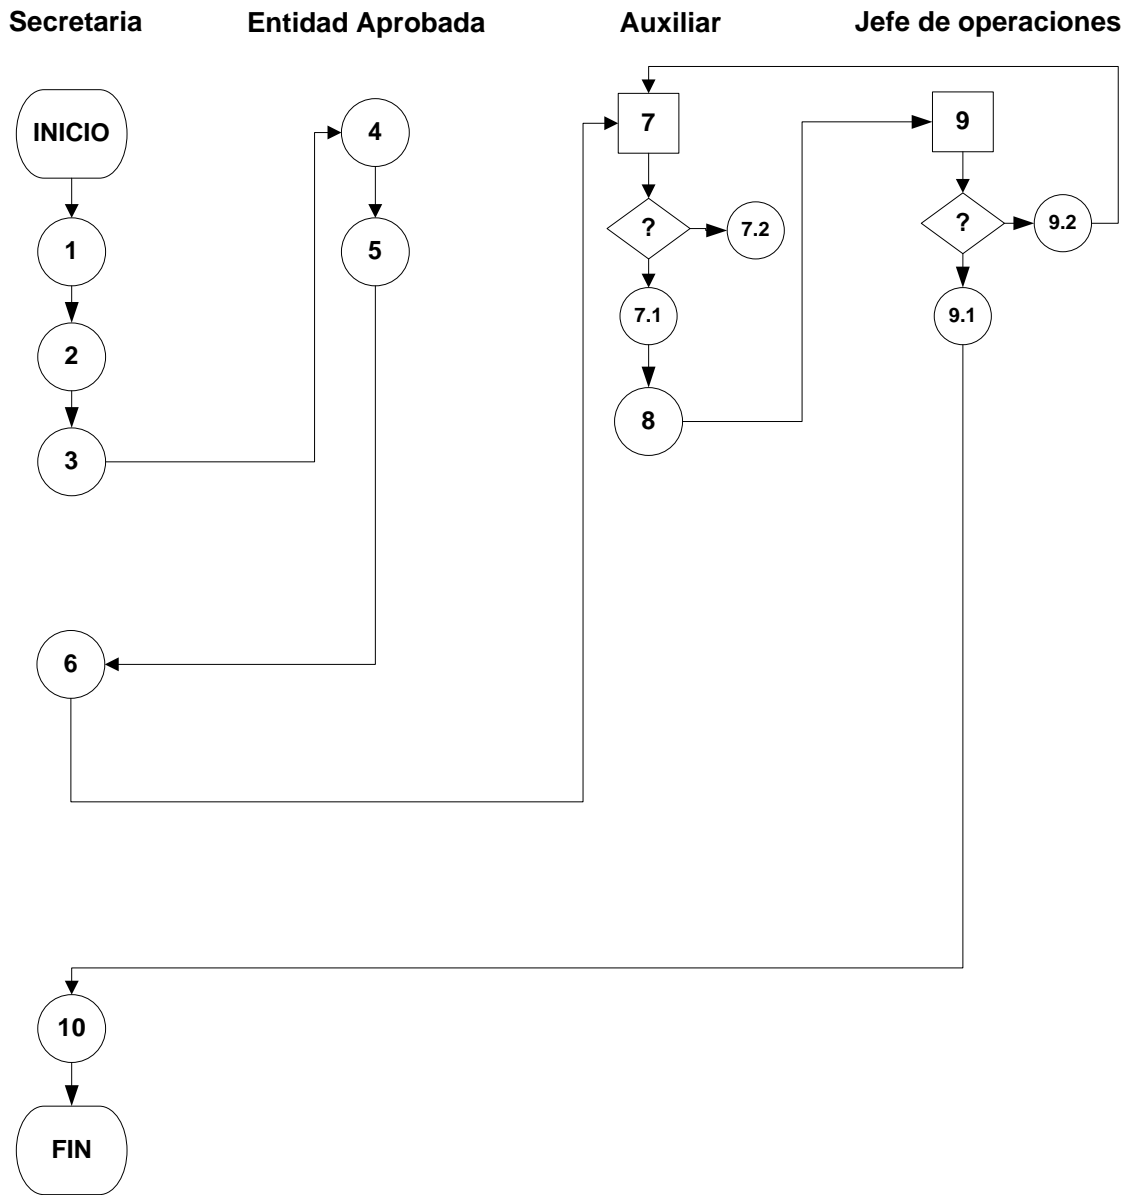 Secretaria
Entidad Aprobada
Auxiliar
Jefe de operaciones
INICIO
1
2
3
4
5
6
7
?
7.2
7.1
8
9
?
9.2
9.1
10
FIN